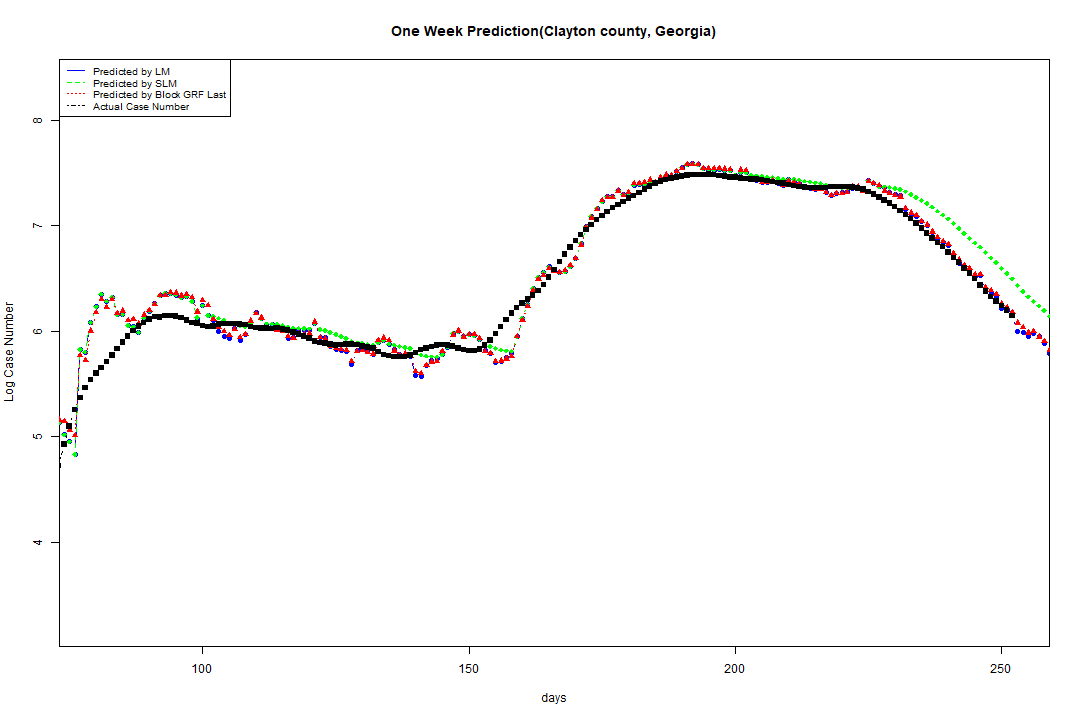 One Week Prediction(Clayton county, Georgia)
Predicted by LM
Predicted by SLM
Predicted by Block GRF Last
Actual Case Number
8
7
6
5
4
Log Case Number
100 150 200 250
days